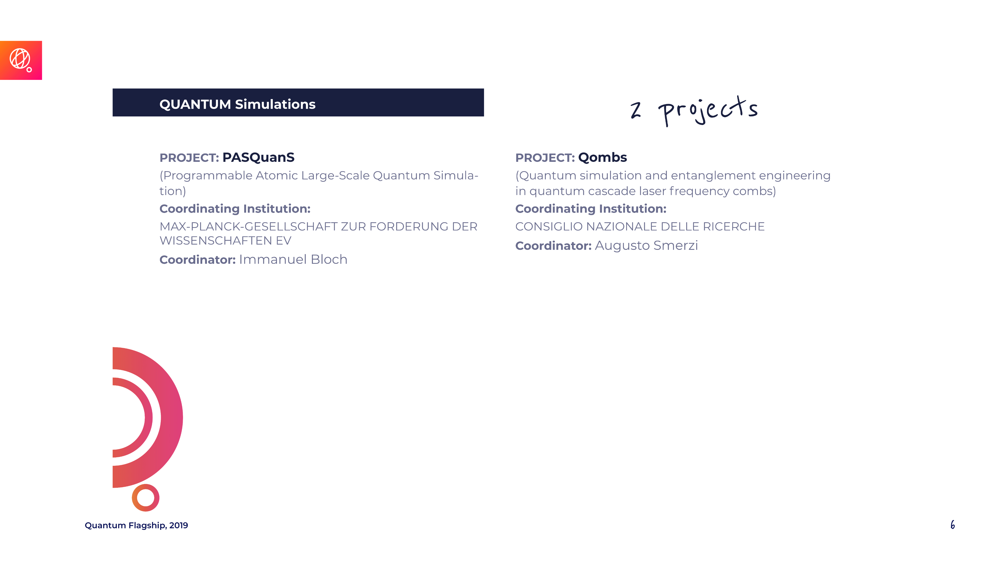 QUANTUM Simulations
2 projects
PROJECT: PASQuanS
(Programmable Atomic Large-Scale Quantum Simula-
tion)
Coordinating Institution:
MAX-PLANCK-GESELLSCHAFT ZUR FORDERUNG DER
WISSENSCHAFTEN EV
Coordinator: Immanuel Bloch
PROJECT: Qombs
(Quantum simulation and entanglement engineering
in quantum cascade laser frequency combs)
Coordinating Institution:
CONSIGLIO NAZIONALE DELLE RICERCHE
Coordinator: Augusto Smerzi
Quantum Flagship, 2019
6